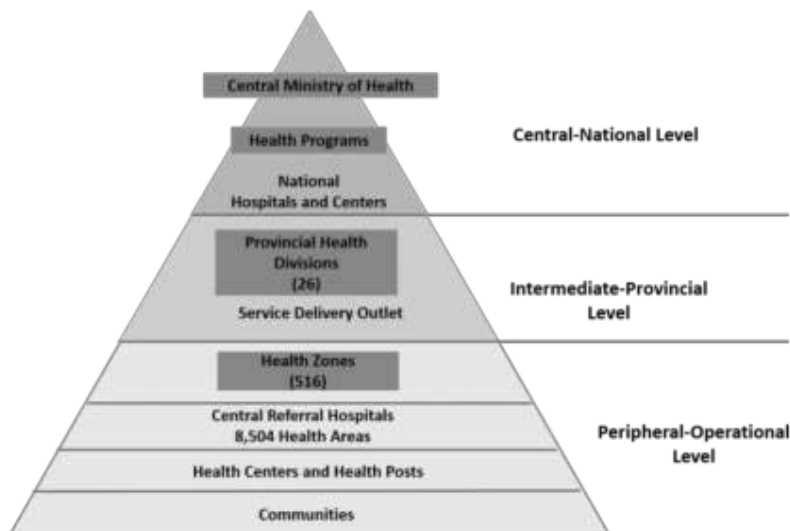 Central Ministry of Health
Health Programs
Central-National Level
National
Hospitals and Centers
Provincial Health
Divisions
(26)
Service Delivery Outlet
Intermediate-Provincial
Level
Health Zones
(516)
Central Referral Hospitals
8,504 Health Areas
Peripheral-Operational
Level
Health Centers and Health Posts
Communities